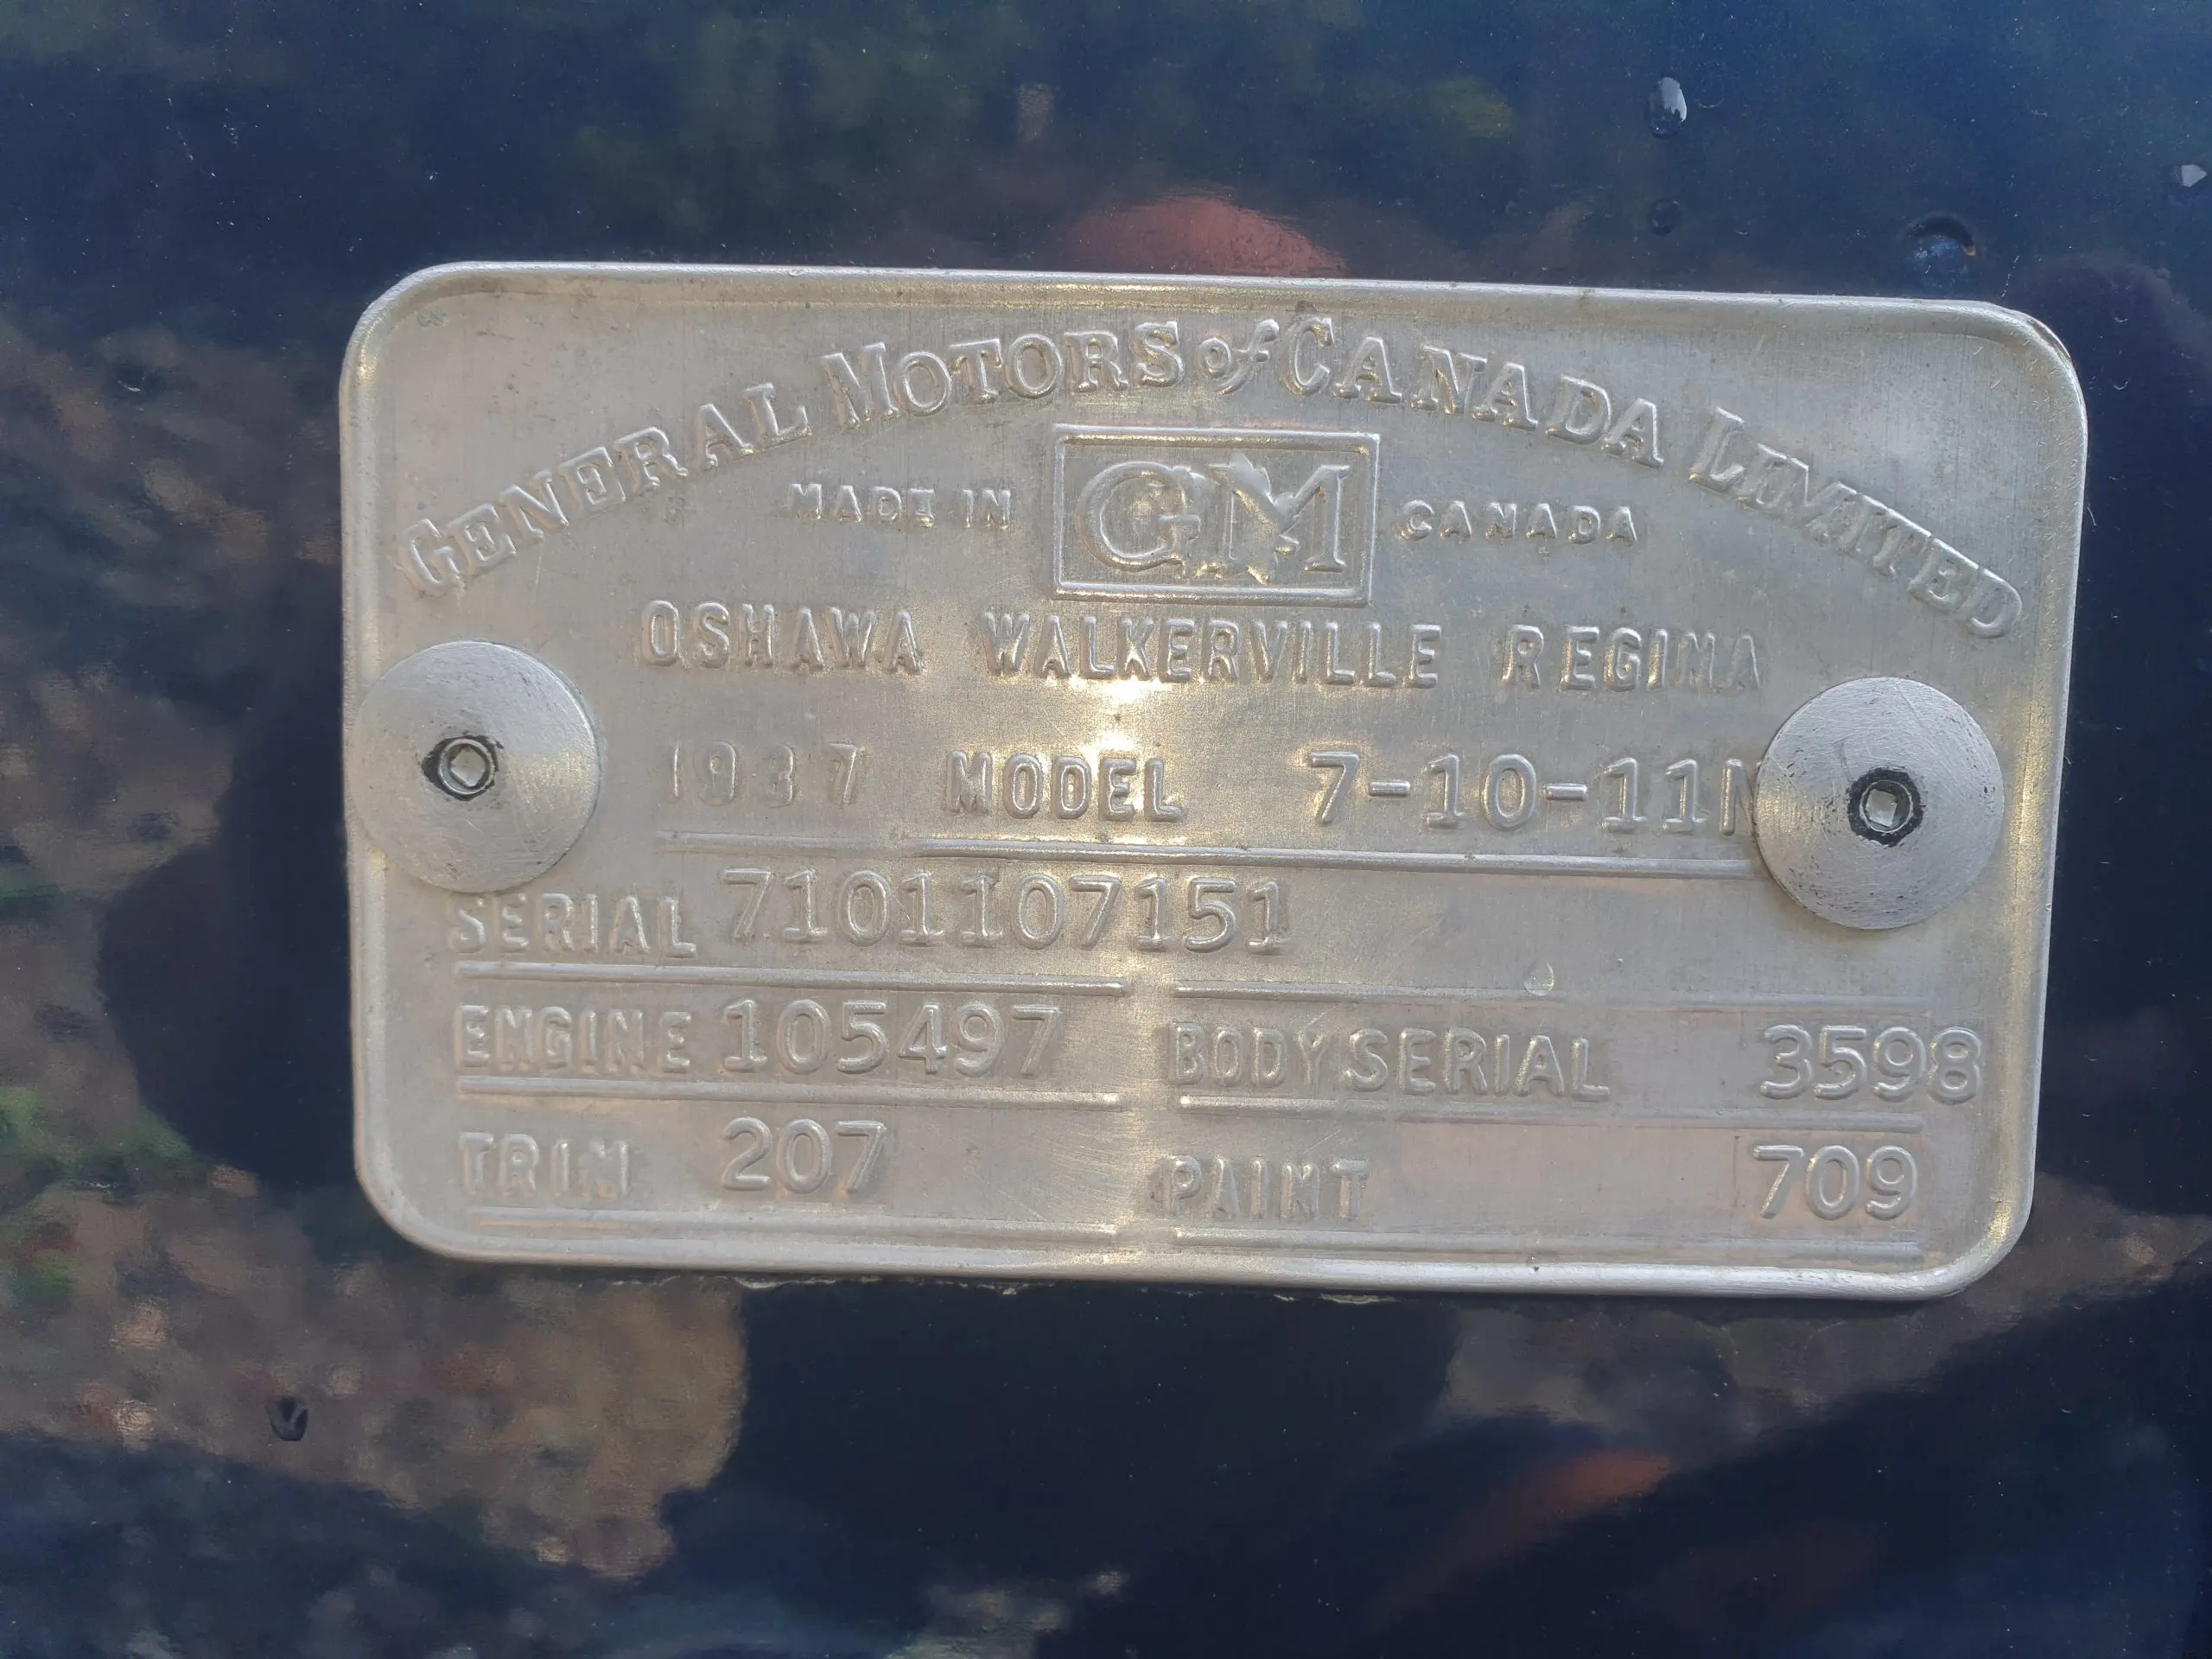 GENERAL MOTORS of CANADA LIMITED
MADE IN GM CANADA
OSHAWA WALKERVILLE REGINA
1937 MODEL 7-10-11N
SERIAL 7101107151
ENGINE 105497 BODY SERIAL 3598
TRIM 207 PAINT 709